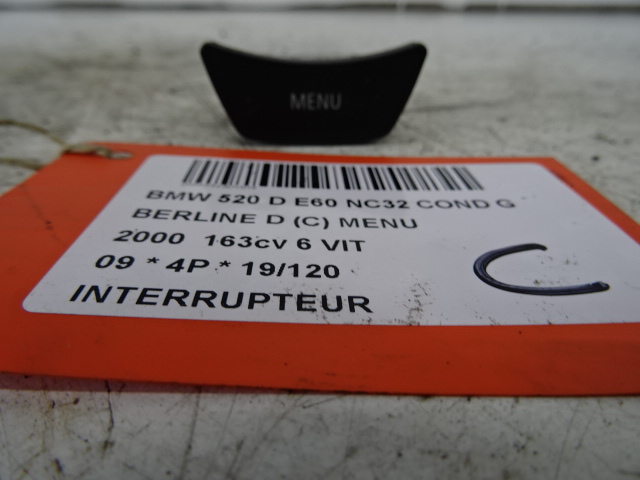 MENU
BMW 520 D E60 NC32 COND G
BERLINE D (C) MENU
2000 163cv 6 VIT
09 * 4P * 19/120
INTERRUPTEUR
C